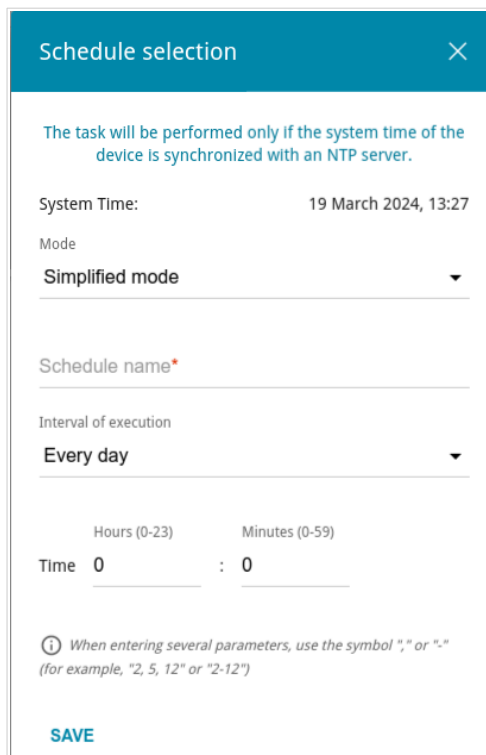 Schedule selection
The task will be performed only if the system time of the
device is synchronized with an NTP server.
System Time: 19 March 2024, 13:27
Mode
Simplified mode
Schedule name*
Interval of execution
Every day
Hours (0-23) Minutes (0-59)
Time 0 : 0
When entering several parameters, use the symbol "," or "-"
(for example, "2, 5, 12" or "2-12")
SAVE